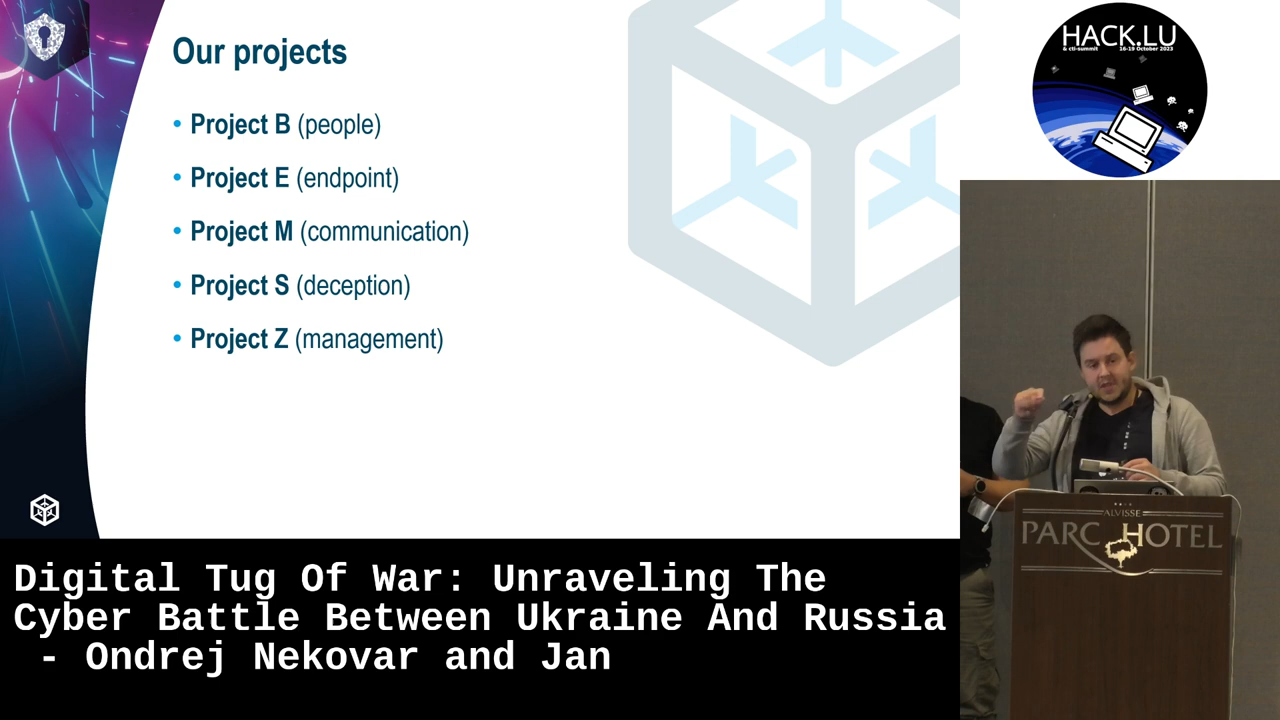 Our projects
• Project B (people)
• Project E (endpoint)
• Project M (communication)
• Project S (deception)
• Project Z (management)
HACK.LU
& cti-summit 16-19 October 2023
ALVISSE
PARC HOTEL
Digital Tug Of War: Unraveling The
Cyber Battle Between Ukraine And Russia
- Ondrej Nekovar and Jan